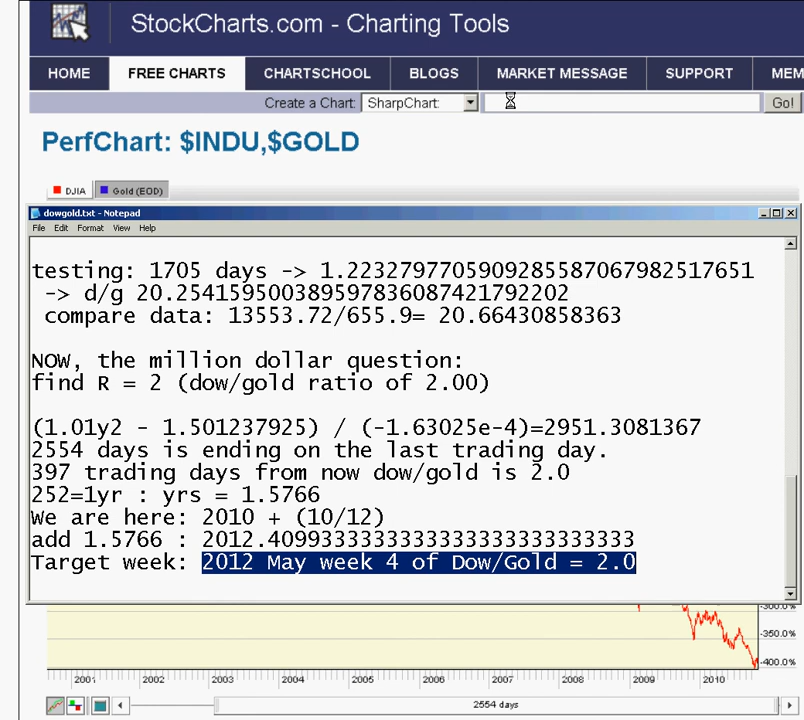 StockCharts.com - Charting Tools
HOME FREE CHARTS CHARTSCHOOL BLOGS MARKET MESSAGE SUPPORT MEM
Create a Chart: SharpChart: Go!
PerfChart: $INDU,$GOLD
DJIA Gold (EOD)
dowgold.txt - Notepad
File Edit Format View Help
testing: 1705 days -> 1.2232797705909285587067982517651
-> d/g 20.254159500389597836087421792202
compare data: 13553.72/655.9= 20.66430858363
NOW, the million dollar question:
find R = 2 (dow/gold ratio of 2.00)
(1.01y2 - 1.501237925) / (-1.63025e-4)=2951.3081367
2554 days is ending on the last trading day.
397 trading days from now dow/gold is 2.0
252=1yr : yrs = 1.5766
We are here: 2010 + (10/12)
add 1.5766 : 2012.4099333333333333333333333333
Target week: 2012 May week 4 of Dow/Gold = 2.0
-300.0%
-350.0%
-400.0%
2001 2002 2003 2004 2005 2006 2007 2008 2009 2010
2554 days